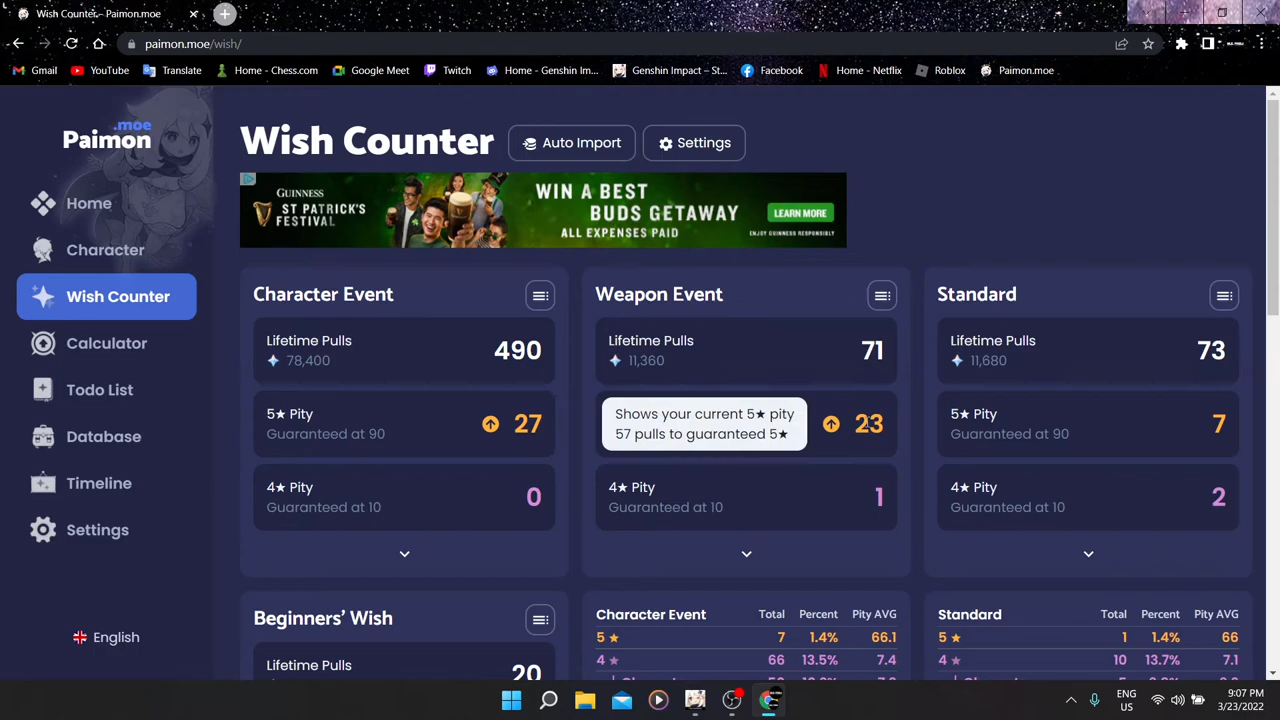 Wish Counter - Paimon.moe
paimon.moe/wish/
Gmail
YouTube
Translate
Home - Chess.com
Google Meet
Twitch
Home - Genshin Im...
Genshin Impact – St...
Facebook
Home - Netflix
Roblox
Paimon.moe
.moe
Paimon
Home
Character
Wish Counter
Calculator
Todo List
Database
Timeline
Settings
English
Wish Counter
Auto Import
Settings
GUINNESS
ST PATRICK'S
FESTIVAL
WIN A BEST
BUDS GETAWAY
ALL EXPENSES PAID
LEARN MORE
ENJOY GUINNESS RESPONSIBLY
Character Event
Lifetime Pulls
78,400
490
5★ Pity
Guaranteed at 90
27
4★ Pity
Guaranteed at 10
0
Weapon Event
Lifetime Pulls
11,360
71
Shows your current 5★ pity
57 pulls to guaranteed 5★
23
4★ Pity
Guaranteed at 10
1
Standard
Lifetime Pulls
11,680
73
5★ Pity
Guaranteed at 90
7
4★ Pity
Guaranteed at 10
2
Beginners' Wish
Lifetime Pulls
20
Character Event Total Percent Pity AVG
5 ★ 7 1.4% 66.1
4 ★ 66 13.5% 7.4
Standard Total Percent Pity AVG
5 ★ 1 1.4% 66
4 ★ 10 13.7% 7.1
ENG
US
9:07 PM
3/23/2022